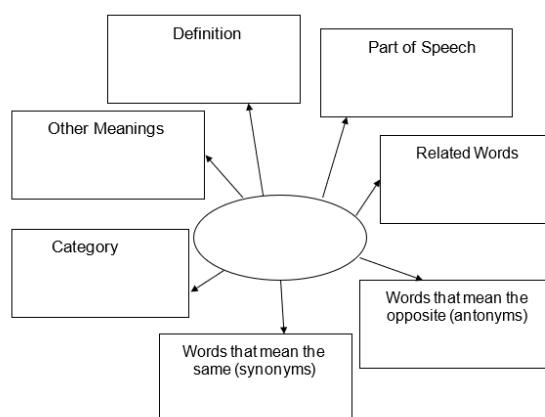 Definition
Part of Speech
Other Meanings
Related Words
Category
Words that mean the
opposite (antonyms)
Words that mean the
same (synonyms)